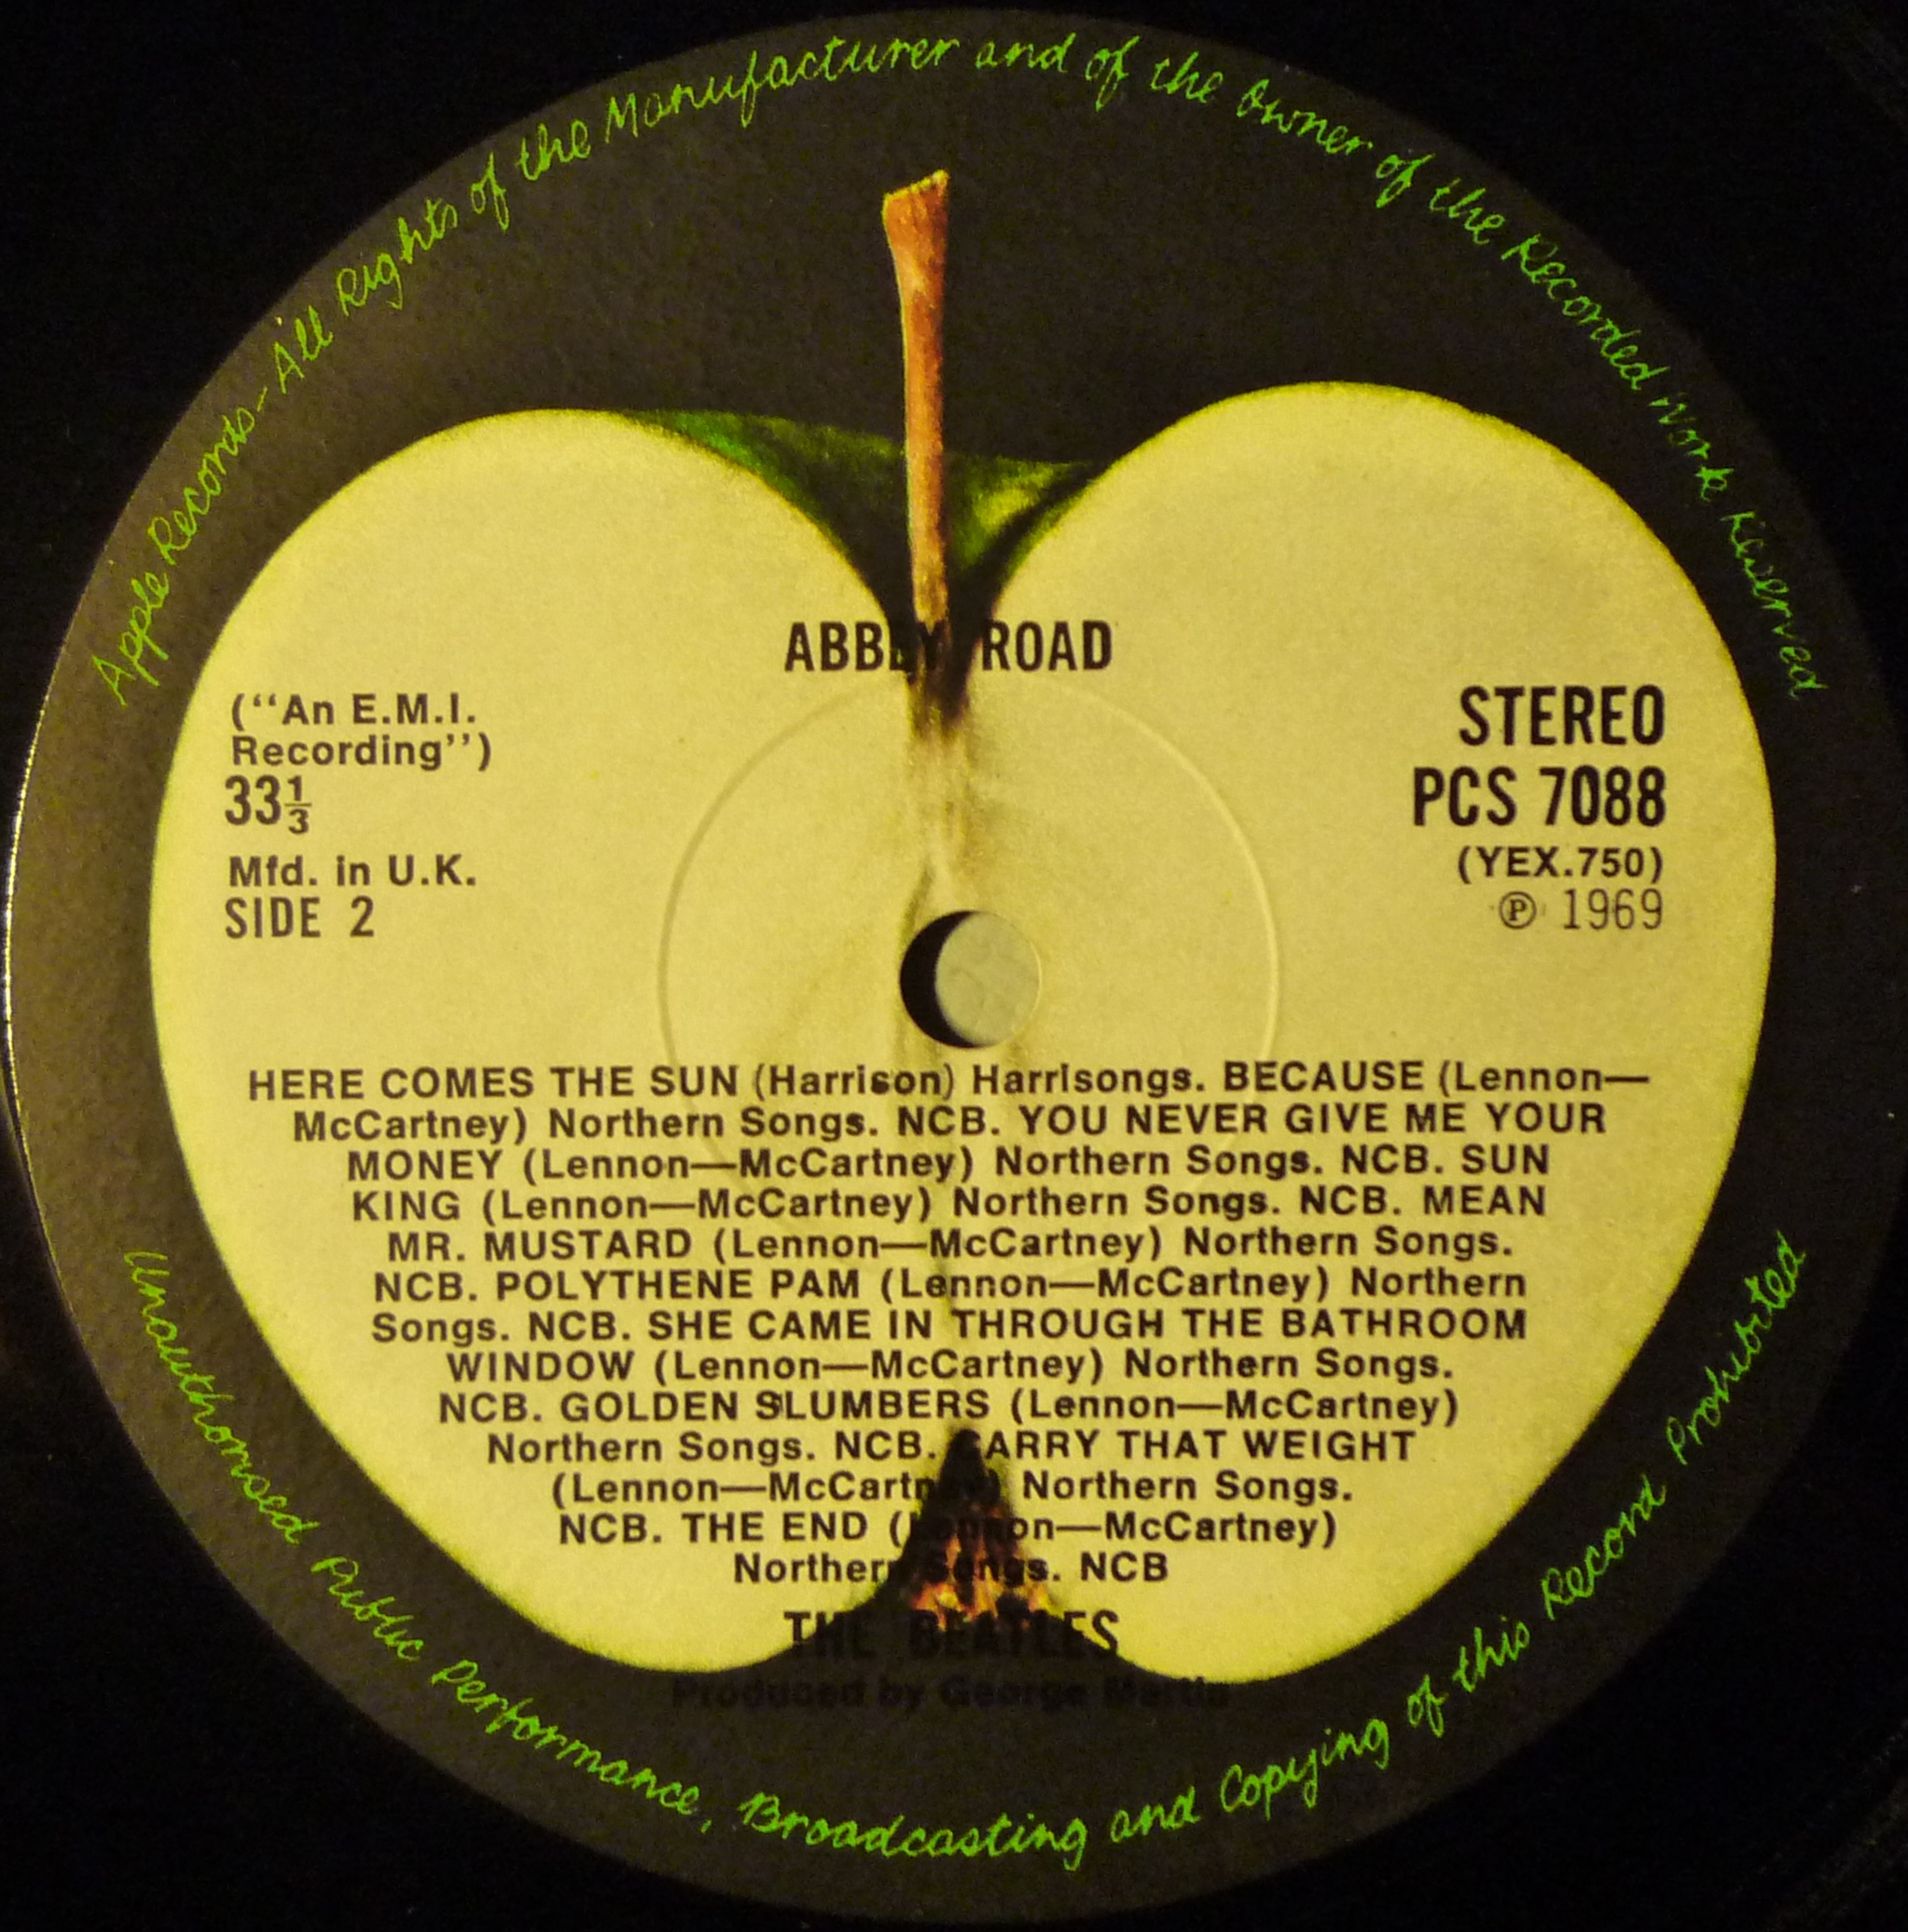 Apple Records - All Rights of the Manufacturer and of the Owner of the Recorded Work Reserved
ABBEY ROAD
(“An E.M.I.
Recording”)
33⅓
Mfd. in U.K.
SIDE 2
STEREO
PCS 7088
(YEX.750)
℗ 1969
HERE COMES THE SUN (Harrison) Harrisongs. BECAUSE (Lennon—
McCartney) Northern Songs. NCB. YOU NEVER GIVE ME YOUR
MONEY (Lennon—McCartney) Northern Songs. NCB. SUN
KING (Lennon—McCartney) Northern Songs. NCB. MEAN
MR. MUSTARD (Lennon—McCartney) Northern Songs.
NCB. POLYTHENE PAM (Lennon—McCartney) Northern
Songs. NCB. SHE CAME IN THROUGH THE BATHROOM
WINDOW (Lennon—McCartney) Northern Songs.
NCB. GOLDEN SLUMBERS (Lennon—McCartney)
Northern Songs. NCB. CARRY THAT WEIGHT
(Lennon—McCartney) Northern Songs.
NCB. THE END (Lennon—McCartney)
Northern Songs. NCB
THE BEATLES
Produced by George Martin
Unauthorised Public Performance, Broadcasting and Copying of this Record Prohibited